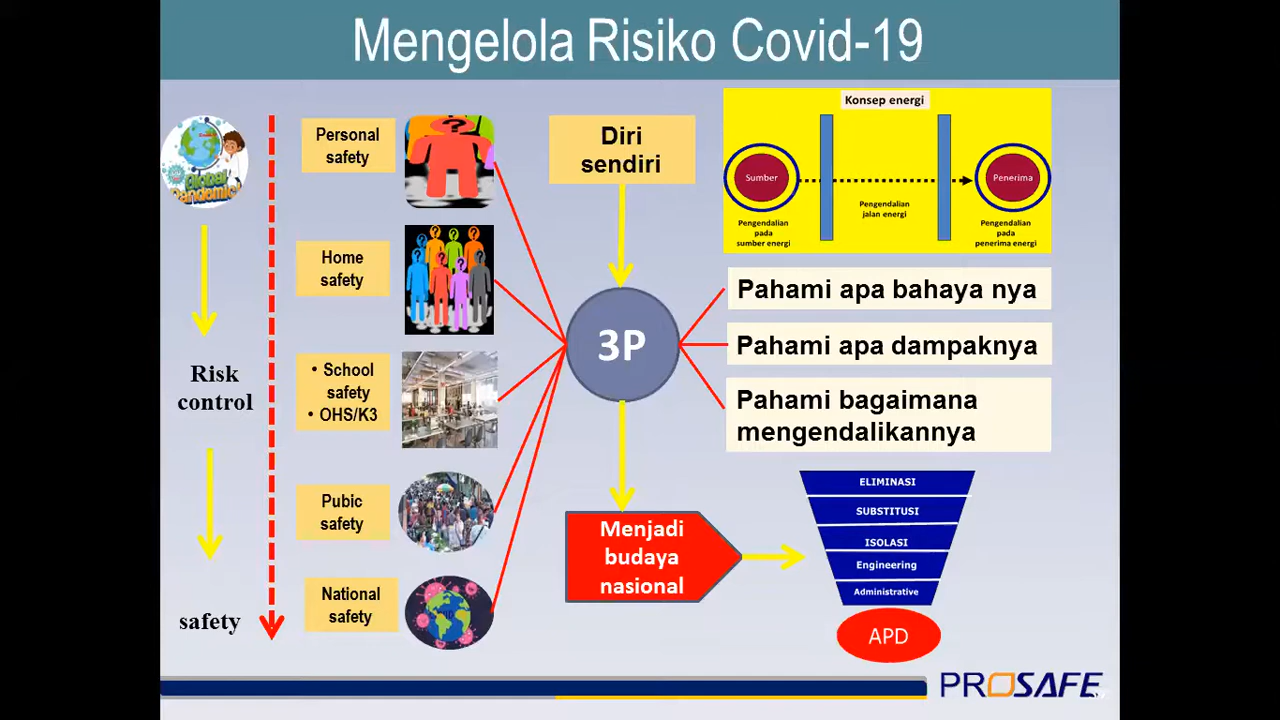 Mengelola Risiko Covid-19
Global
Pandemic
Risk
control
safety
Personal
safety
Home
safety
• School
safety
• OHS/K3
Pubic
safety
National
safety
Diri
sendiri
3P
Menjadi
budaya
nasional
Konsep energi
Sumber
Penerima
Pengendalian
jalan energi
Pengendalian
pada
sumber energi
Pengendalian
pada
penerima energi
Pahami apa bahaya nya
Pahami apa dampaknya
Pahami bagaimana
mengendalikannya
ELIMINASI
SUBSTITUSI
ISOLASI
Engineering
Administrative
APD
PROSAFE